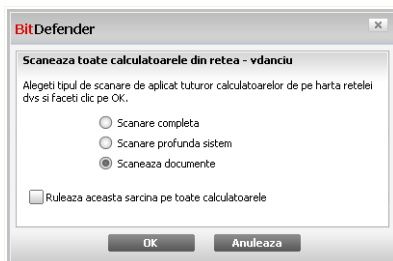 BitDefender
Scaneaza toate calculatoarele din retea - vdanciu
Alegeti tipul de scanare de aplicat tuturor calculatoarelor de pe harta retelei
dvs si faceti clic pe OK.
Scanare completa
Scanare profunda sistem
Scaneaza documente
Ruleaza aceasta sarcina pe toate calculatoarele
OK Anuleaza